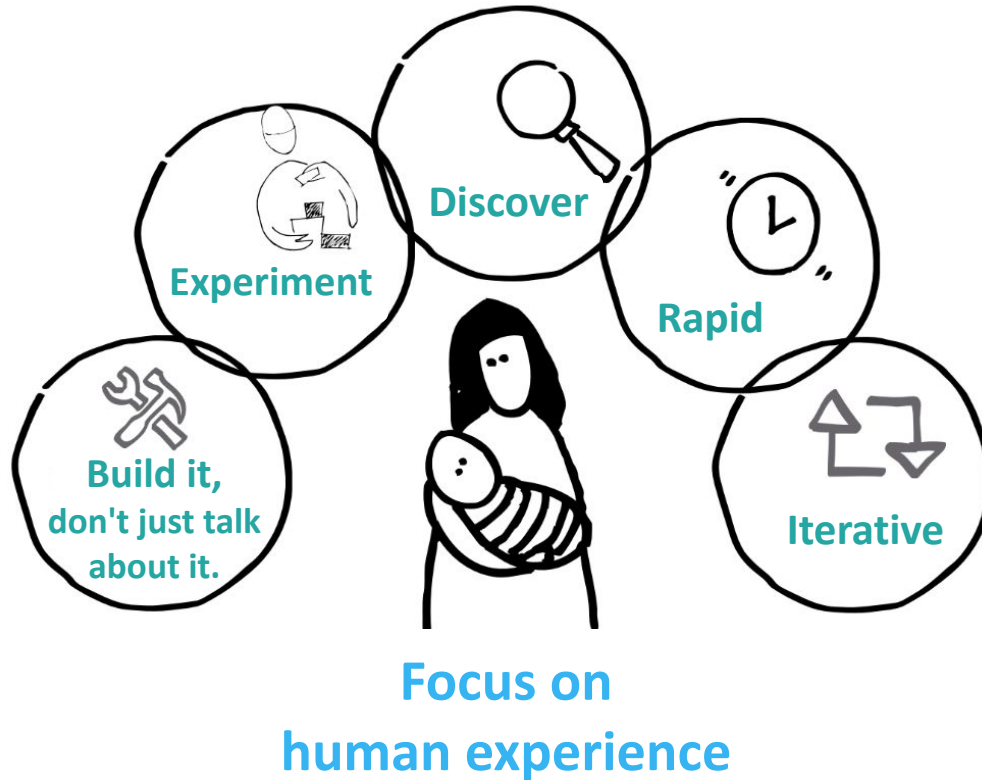 Build it,
don't just talk
about it.
Experiment
Discover
Rapid
Iterative
Focus on
human experience